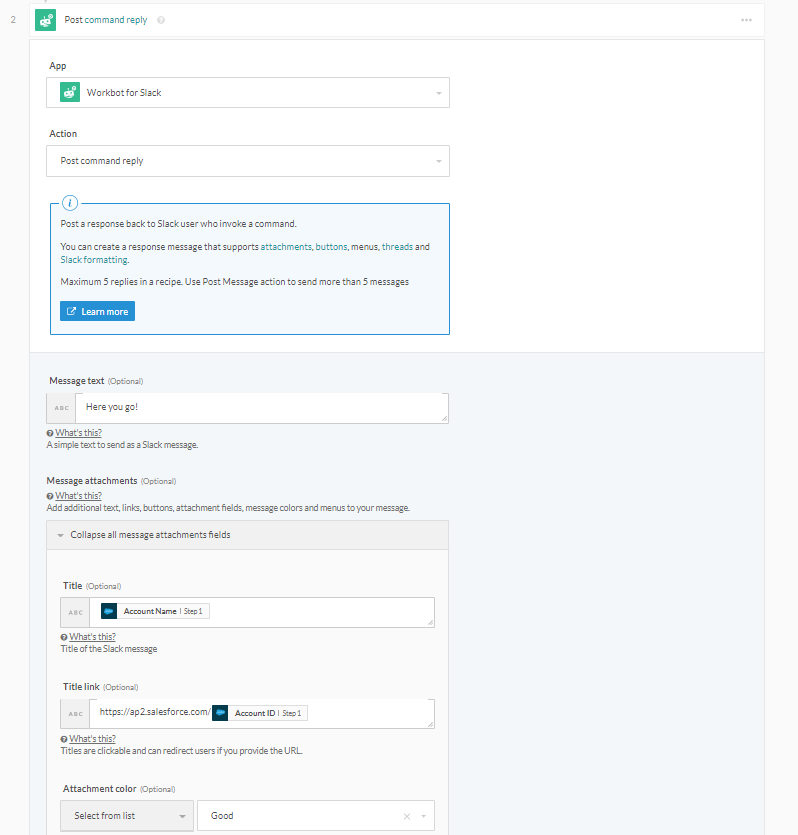 2
Post command reply
App
Workbot for Slack
Action
Post command reply
i
Post a response back to Slack user who invoke a command.
You can create a response message that supports attachments, buttons, menus, threads and
Slack formatting.
Maximum 5 replies in a recipe. Use Post Message action to send more than 5 messages
Learn more
Message text (Optional)
ABC Here you go!
What's this?
A simple text to send as a Slack message.
Message attachments (Optional)
What's this?
Add additional text, links, buttons, attachment fields, message colors and menus to your message.
Collapse all message attachments fields
Title (Optional)
ABC Account Name | Step 1
What's this?
Title of the Slack message
Title link (Optional)
ABC https://ap2.salesforce.com/ Account ID | Step 1
What's this?
Titles are clickable and can redirect users if you provide the URL.
Attachment color (Optional)
Select from list Good